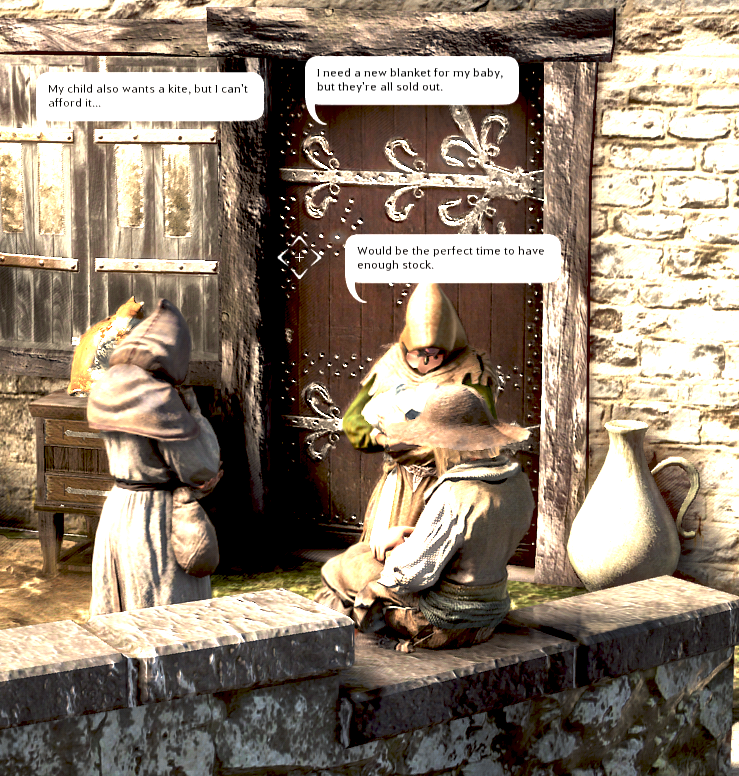 My child also wants a kite, but I can't
afford it...
I need a new blanket for my baby,
but they're all sold out.
Would be the perfect time to have
enough stock.